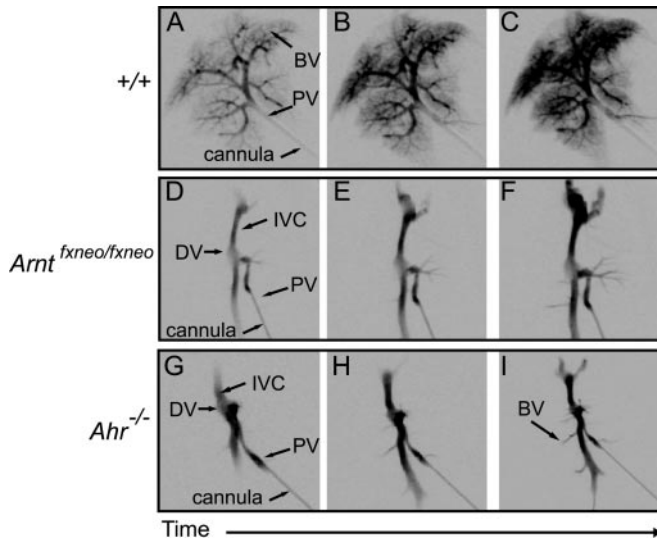 A
B
C
+/+
BV
PV
cannula
D
E
F
IVC
DV
Arnt fxneo/fxneo
PV
cannula
G
H
I
IVC
DV
BV
Ahr -/-
PV
cannula
Time